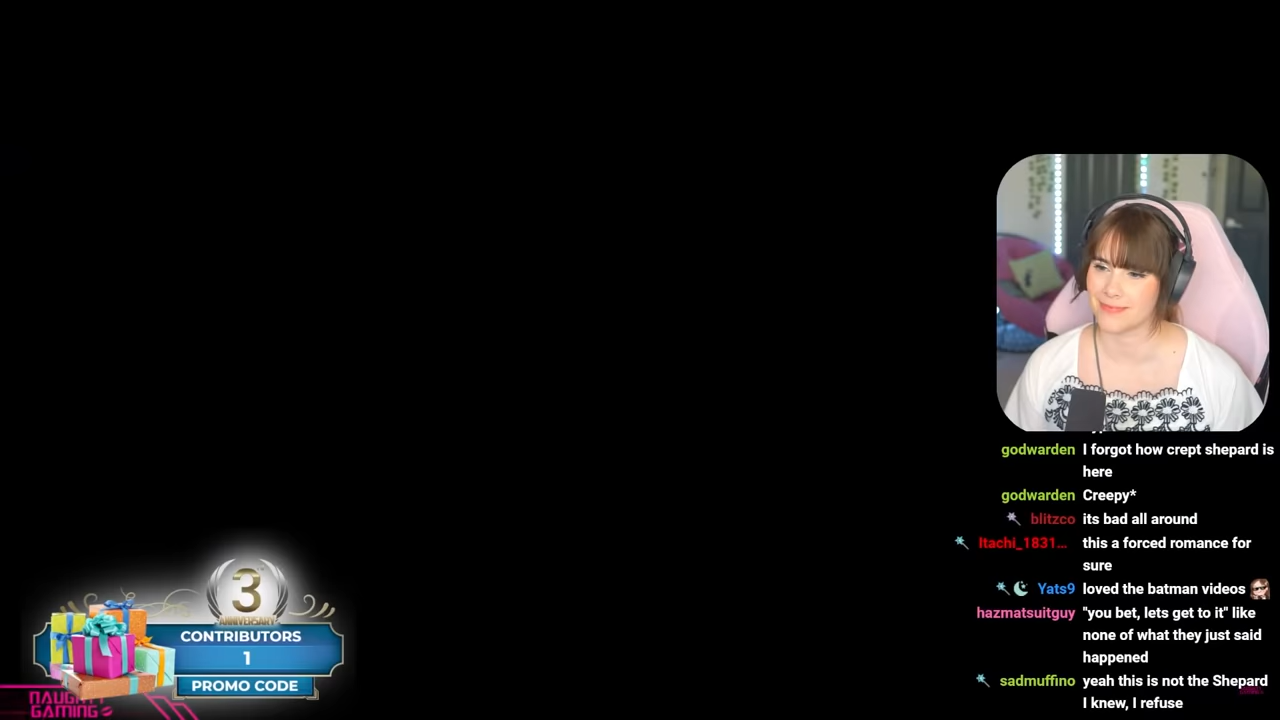 godwarden I forgot how crept shepard is
here
godwarden Creepy*
blitzco its bad all around
Itachi_1831... this a forced romance for
sure
Yats9 loved the batman videos
hazmatsuitguy "you bet, lets get to it" like
none of what they just said
happened
sadmuffino yeah this is not the Shepard
I knew, I refuse
3
ANNIVERSARY
CONTRIBUTORS
1
PROMO CODE
GAMING